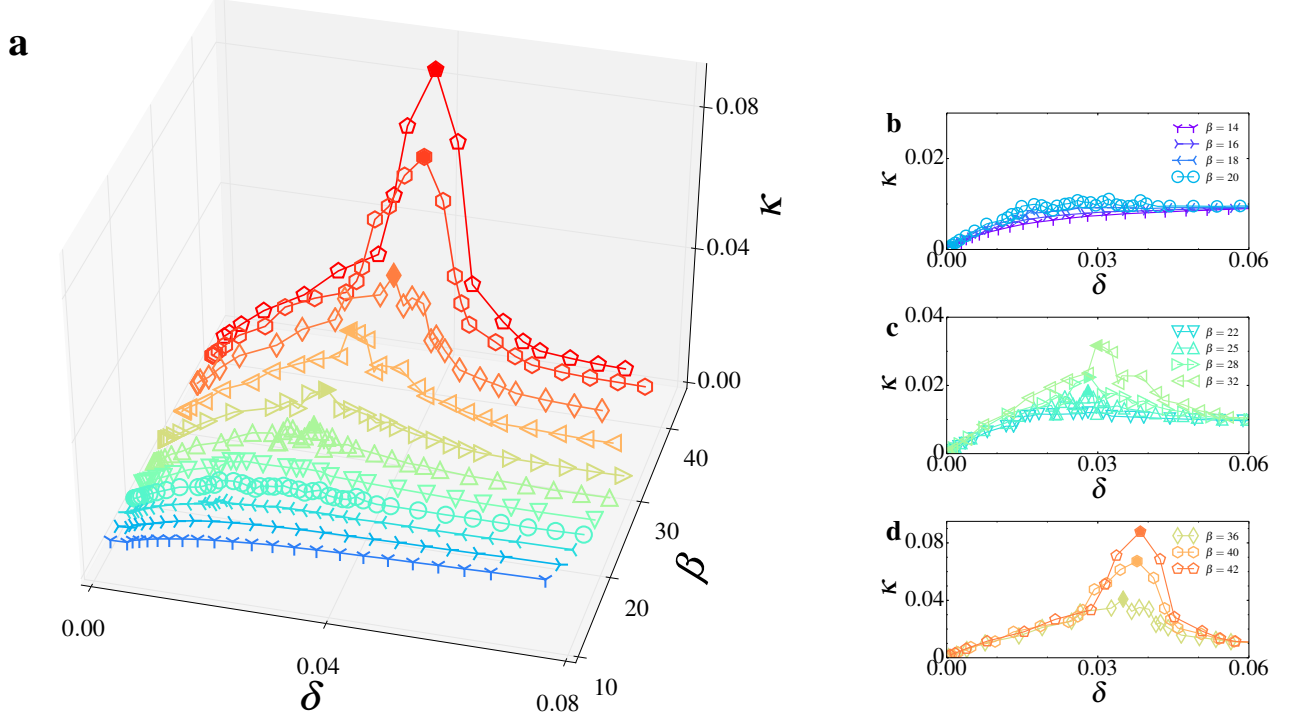 a
0.08
κ
0.04
0.00
40
30
β
20
10
0.00
0.04
0.08
δ
b
0.02
κ
0
β = 14
β = 16
β = 18
β = 20
0.00
0.03
0.06
δ
c
0.04
0.02
κ
0
β = 22
β = 25
β = 28
β = 32
0.00
0.03
0.06
δ
d
0.08
κ
0.04
0
β = 36
β = 40
β = 42
0.00
0.03
0.06
δ